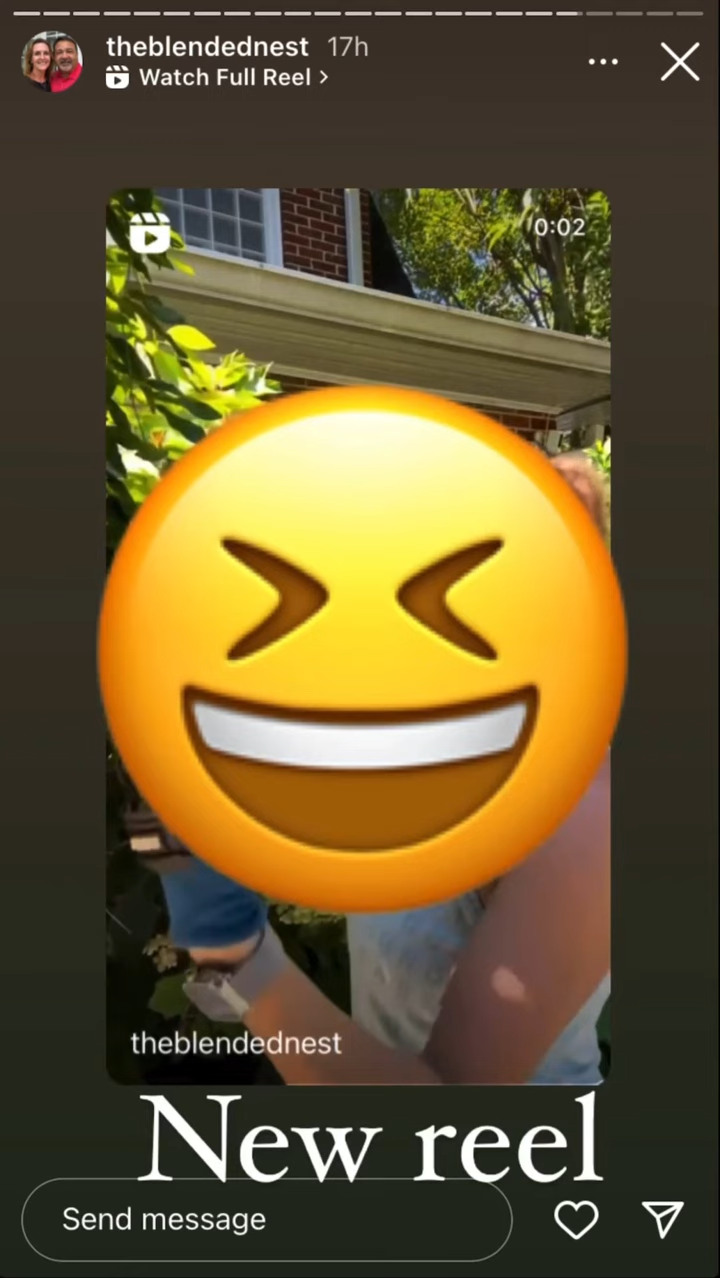 theblendednest 17h
Watch Full Reel >
0:02
theblendednest
New reel
Send message